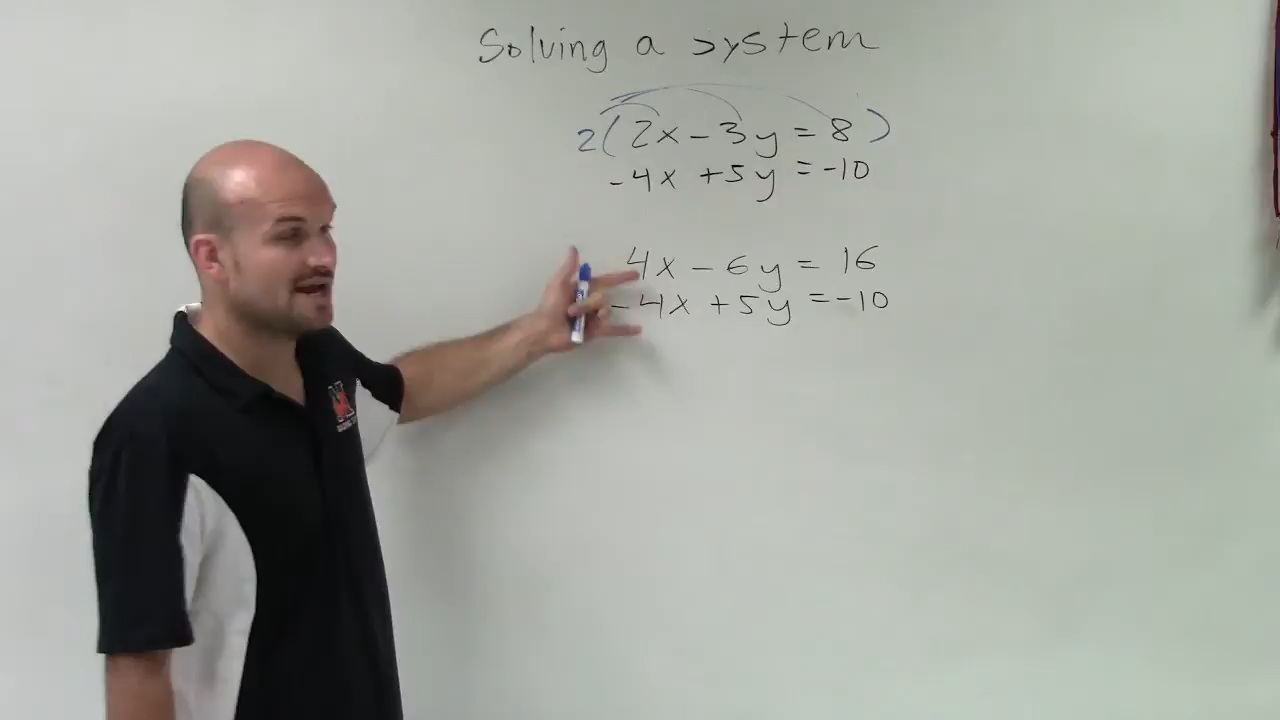 Solving a system
2(2x - 3y = 8)
-4x + 5y = -10
4x - 6y = 16
-4x + 5y = -10